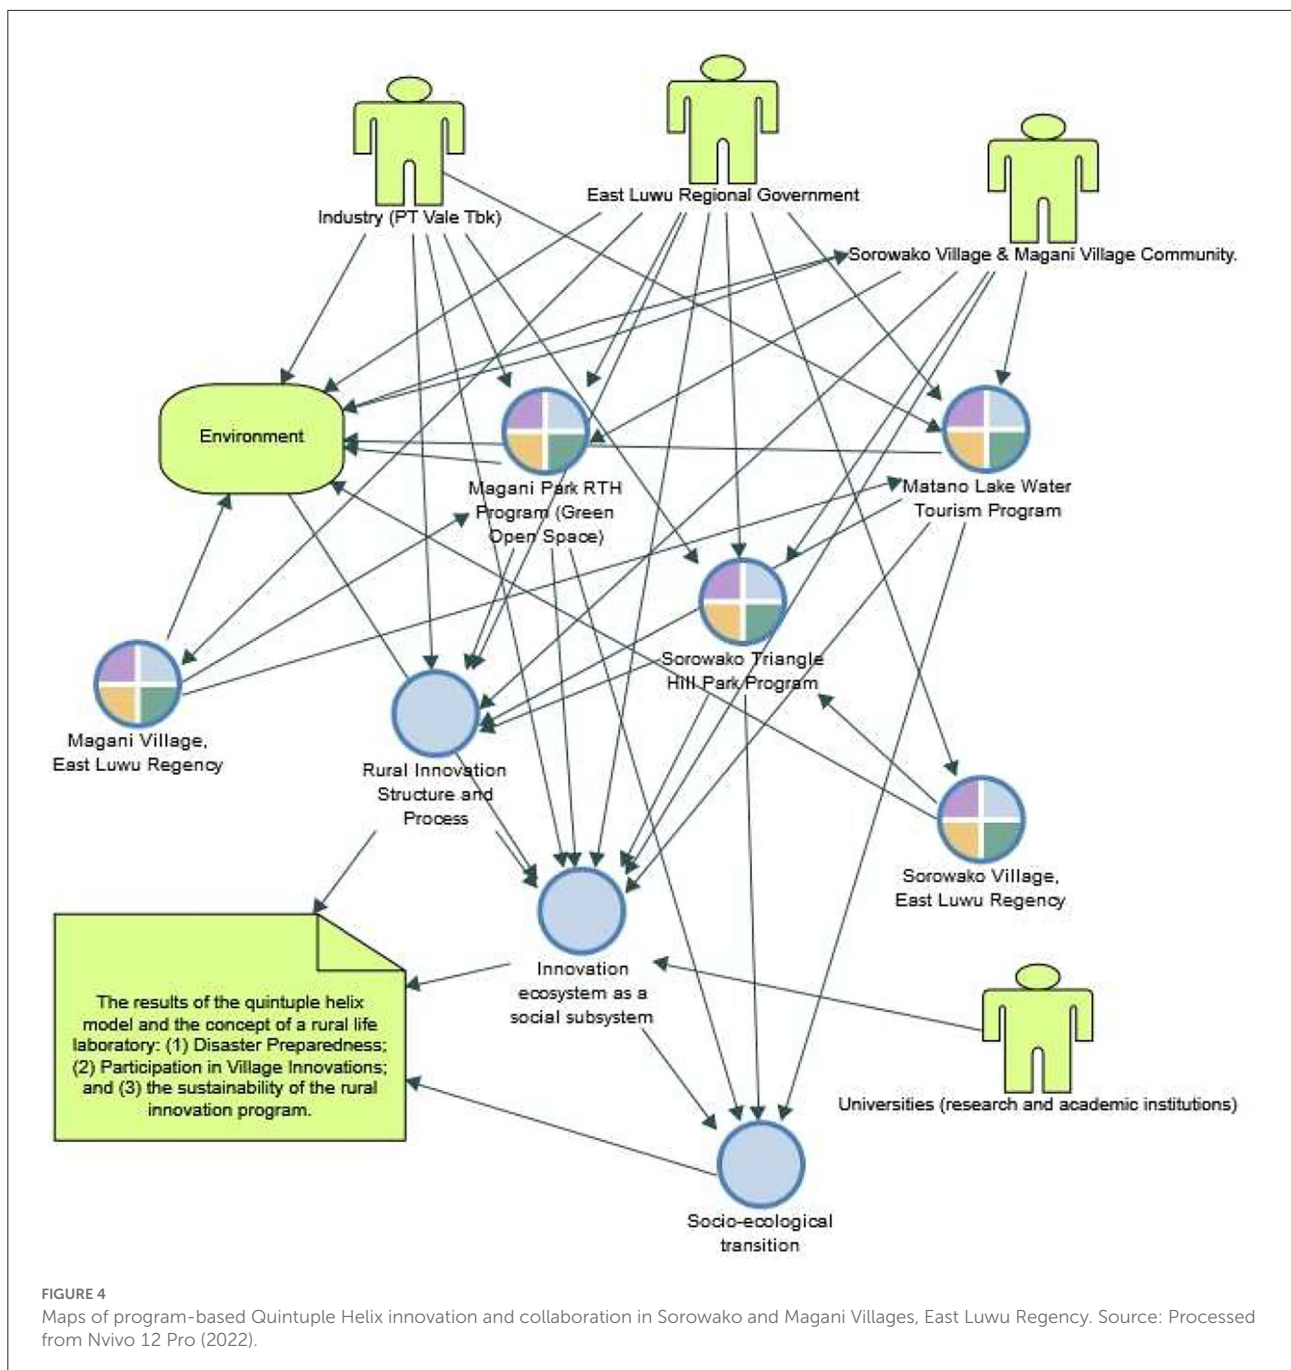 East Luwu Regional Government
Industry (PT Vale Tbk)
Sorowako Village & Magani Village Community.
Environment
Magani Park RTH
Program (Green
Open Space)
Matano Lake Water
Tourism Program
Sorowako Triangle
Hill Park Program
Magani Village,
East Luwu Regency
Rural Innovation
Structure and
Process
Sorowako Village,
East Luwu Regency
Innovation
ecosystem as a
social subsystem
The results of the quintuple helix
model and the concept of a rural life
laboratory: (1) Disaster Preparedness;
(2) Participation in Village Innovations;
and (3) the sustainability of the rural
innovation program.
Universities (research and academic institutions)
Socio-ecological
transition
FIGURE 4
Maps of program-based Quintuple Helix innovation and collaboration in Sorowako and Magani Villages, East Luwu Regency. Source: Processed
from Nvivo 12 Pro (2022).